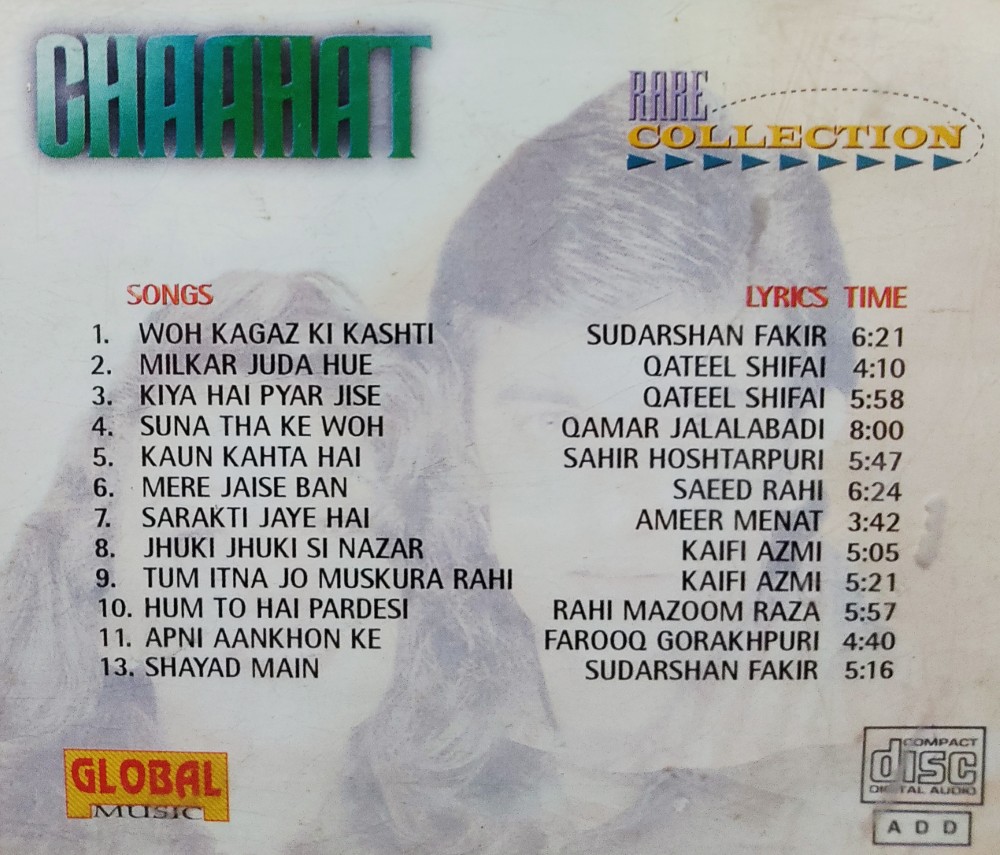 CHAAHAT
RARE
COLLECTION
SONGS LYRICS TIME
1. WOH KAGAZ KI KASHTI SUDARSHAN FAKIR 6:21
2. MILKAR JUDA HUE QATEEL SHIFAI 4:10
3. KIYA HAI PYAR JISE QATEEL SHIFAI 5:58
4. SUNA THA KE WOH QAMAR JALALABADI 8:00
5. KAUN KAHTA HAI SAHIR HOSHTARPURI 5:47
6. MERE JAISE BAN SAEED RAHI 6:24
7. SARAKTI JAYE HAI AMEER MENAT 3:42
8. JHUKI JHUKI SI NAZAR KAIFI AZMI 5:05
9. TUM ITNA JO MUSKURA RAHI KAIFI AZMI 5:21
10. HUM TO HAI PARDESI RAHI MAZOOM RAZA 5:57
11. APNI AANKHON KE FAROOQ GORAKHPURI 4:40
13. SHAYAD MAIN SUDARSHAN FAKIR 5:16
GLOBAL
MUSIC
COMPACT
disc
DIGITAL AUDIO
A D D